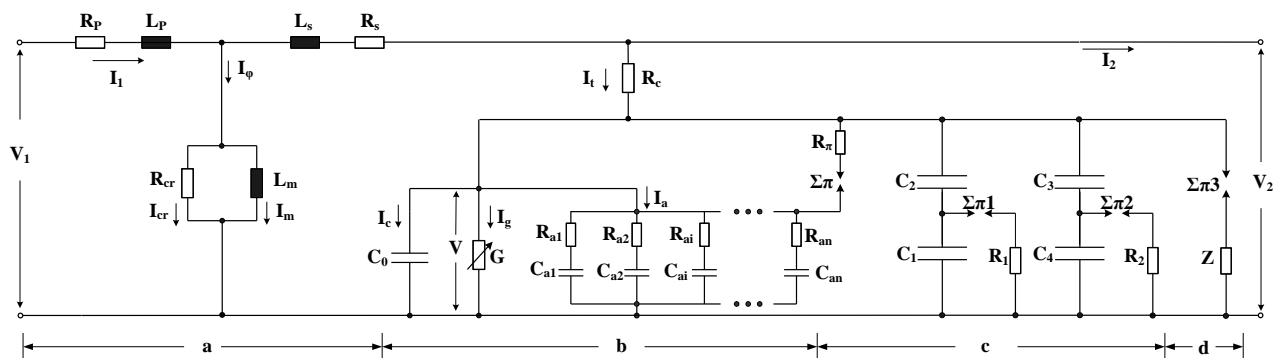 R_P L_P L_s R_s
I_1 I_φ I_t R_c I_2
V_1 V_2
R_π
R_cr L_m C_2 C_3
Σπ Σπ3
I_cr I_m I_c I_g I_a Σπ1 Σπ2
V R_a1 R_a2 R_ai R_an
C_0 G C_1 R_1 C_4 R_2 Z
C_a1 C_a2 C_ai C_an
a b c d